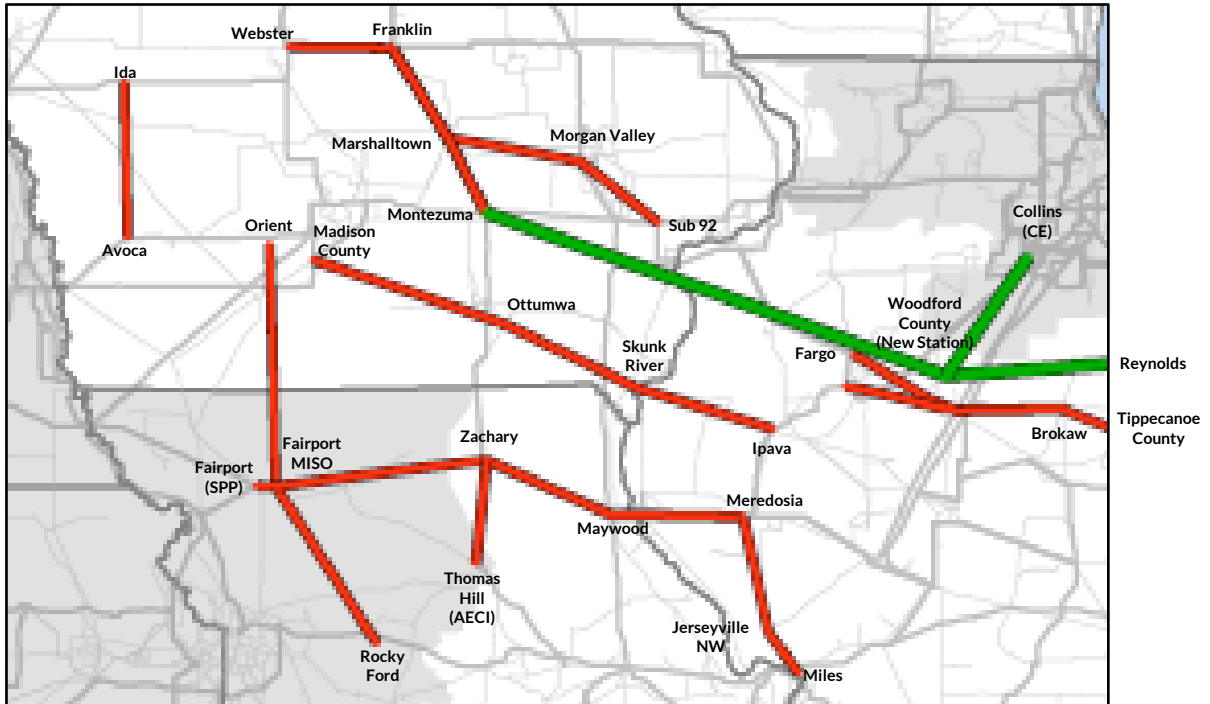 Webster
Franklin
Ida
Marshalltown
Morgan Valley
Montezuma
Sub 92
Collins
(CE)
Avoca
Orient
Madison
County
Ottumwa
Woodford
County
(New Station)
Skunk
River
Fargo
Reynolds
Tippecanoe
County
Brokaw
Ipava
Zachary
Fairport
MISO
Fairport
(SPP)
Meredosia
Maywood
Thomas
Hill
(AECI)
Jerseyville
NW
Rocky
Ford
Miles